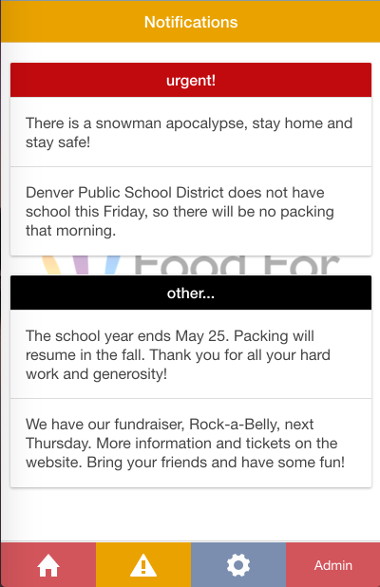 Notifications
urgent!
There is a snowman apocalypse, stay home and
stay safe!
Denver Public School District does not have
school this Friday, so there will be no packing
that morning.
Food For
other...
The school year ends May 25. Packing will
resume in the fall. Thank you for all your hard
work and generosity!
We have our fundraiser, Rock-a-Belly, next
Thursday. More information and tickets on the
website. Bring your friends and have some fun!
Admin